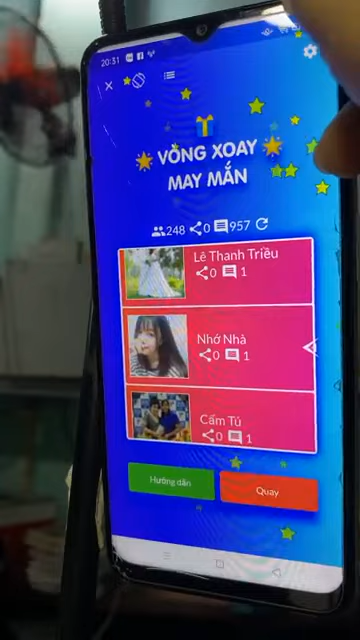 20:31
VÒNG XOAY
MAY MẮN
248 0 957
Lê Thanh Triều
0 1
Nhớ Nhà
0 1
Cẩm Tú
0 1
Hướng dẫn Quay